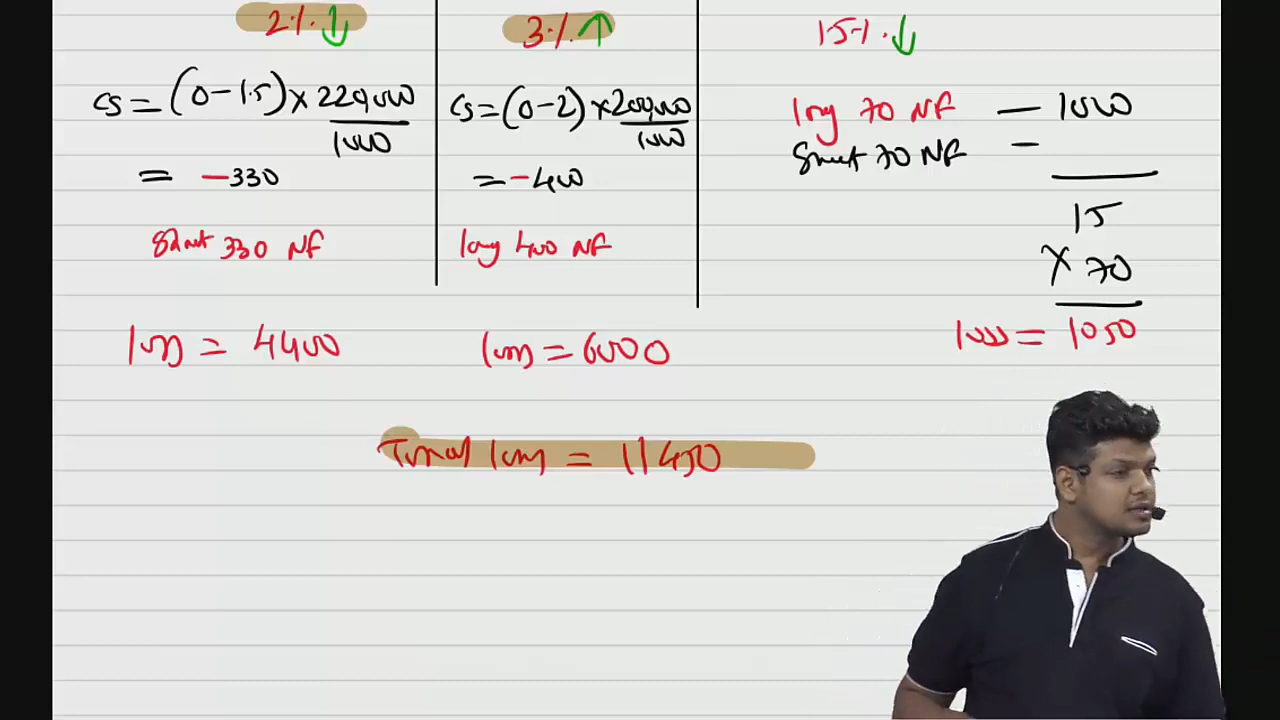 2%. ↓
CS = (0-1.5) × 220000
1000
= -330
Short 330 NF
loss = 4400
3% ↑
CS = (0-2) × 200000
1000
= -400
long 400 NF
loss = 6000
1.5%. ↓
long 70 NF — 1000
Short 70 NF —
15
× 70
loss = 1050
Total loss = 11450